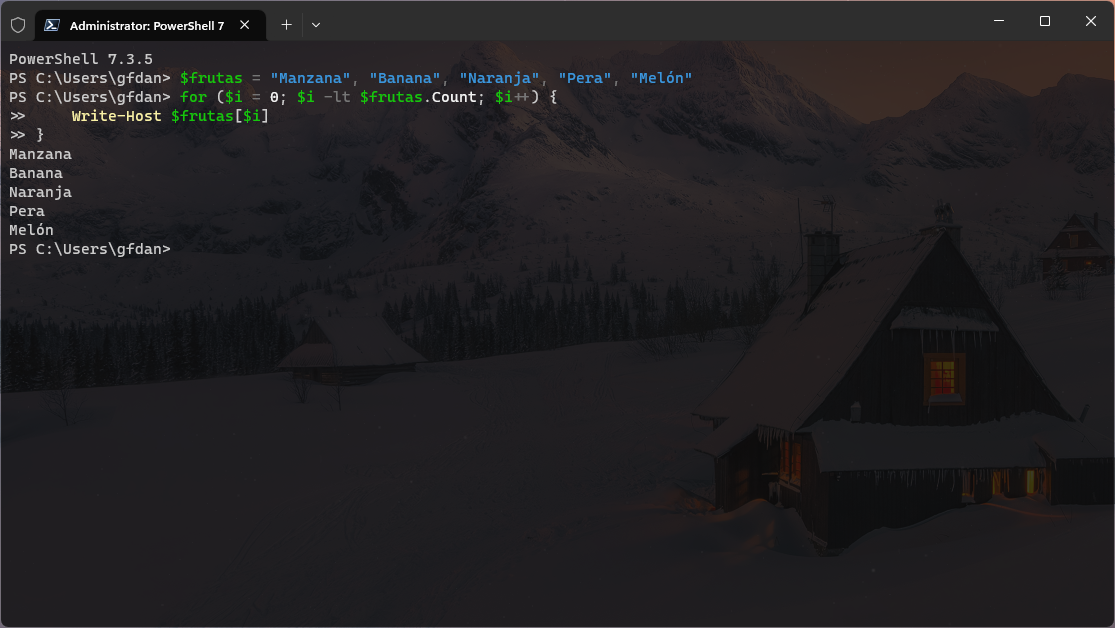 Administrator: PowerShell 7
PowerShell 7.3.5
PS C:\Users\gfdan> $frutas = "Manzana", "Banana", "Naranja", "Pera", "Melón"
PS C:\Users\gfdan> for ($i = 0; $i -lt $frutas.Count; $i++) {
>>     Write-Host $frutas[$i]
>> }
Manzana
Banana
Naranja
Pera
Melón
PS C:\Users\gfdan>